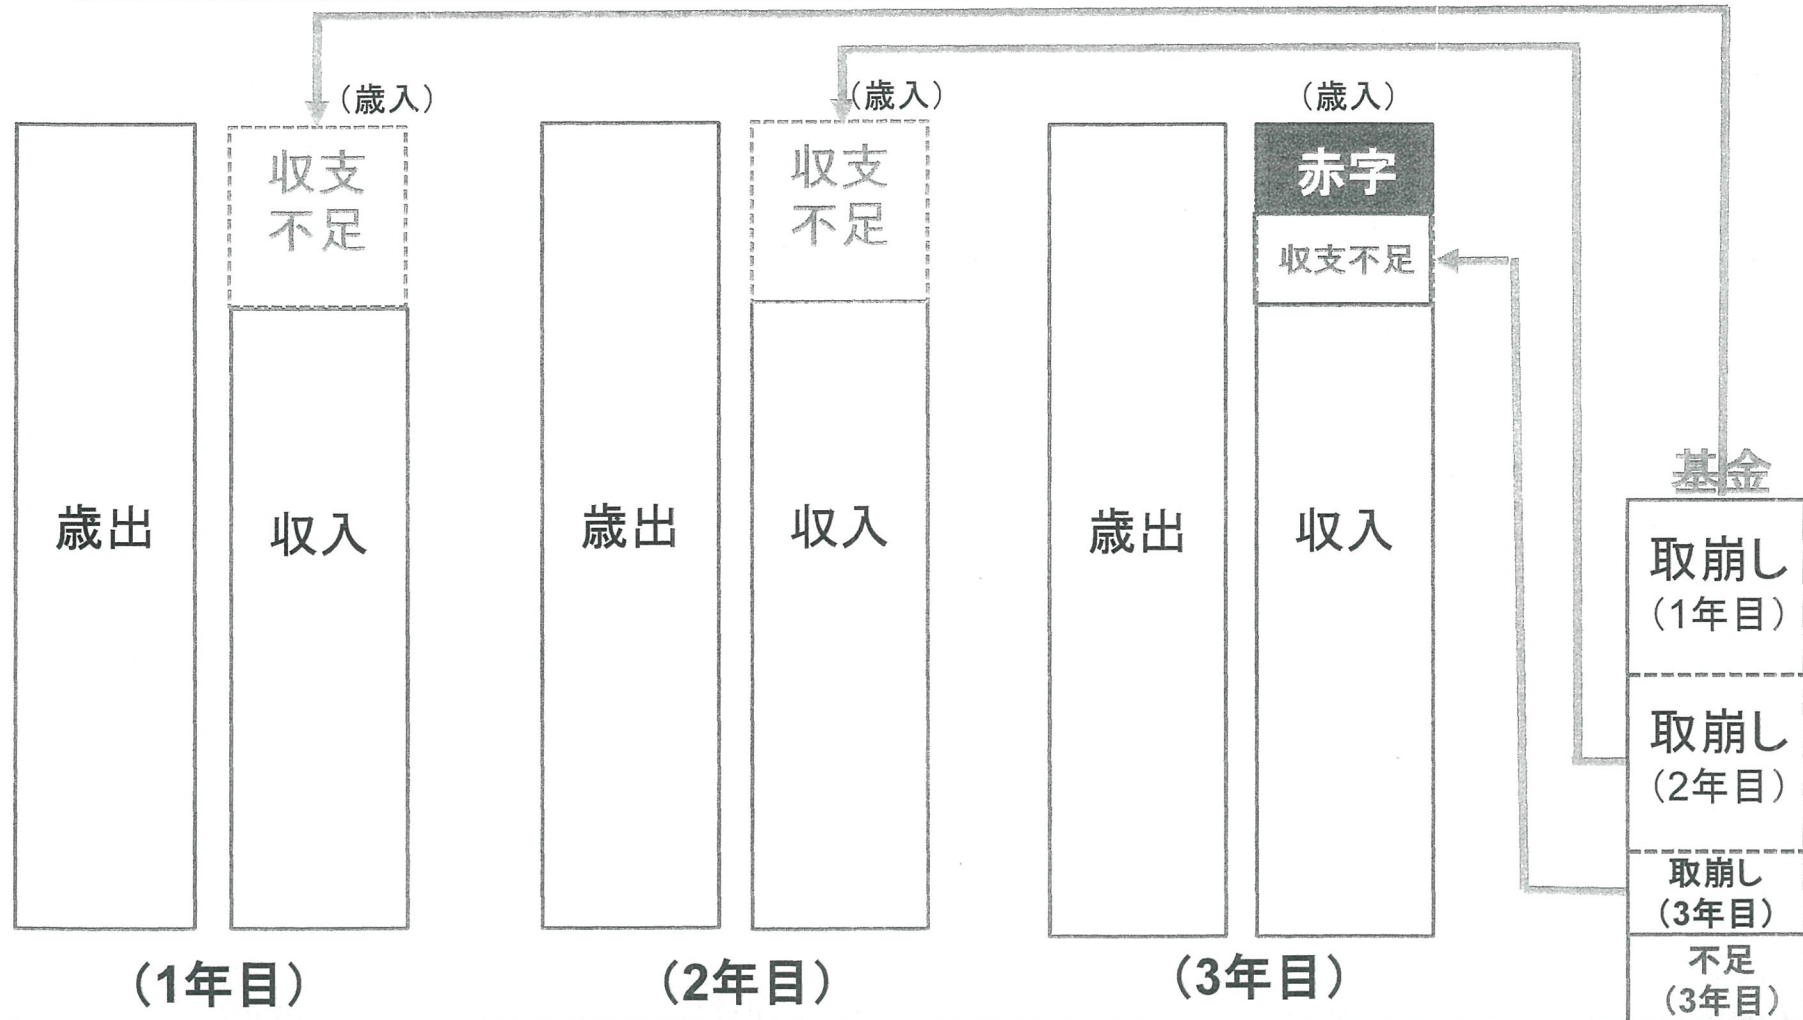 (歳入)
収支
不足
歳出
収入
(1年目)
(歳入)
収支
不足
歳出
収入
(2年目)
(歳入)
赤字
収支不足
歳出
収入
(3年目)
基金
取崩し
(1年目)
取崩し
(2年目)
取崩し
(3年目)
不足
(3年目)